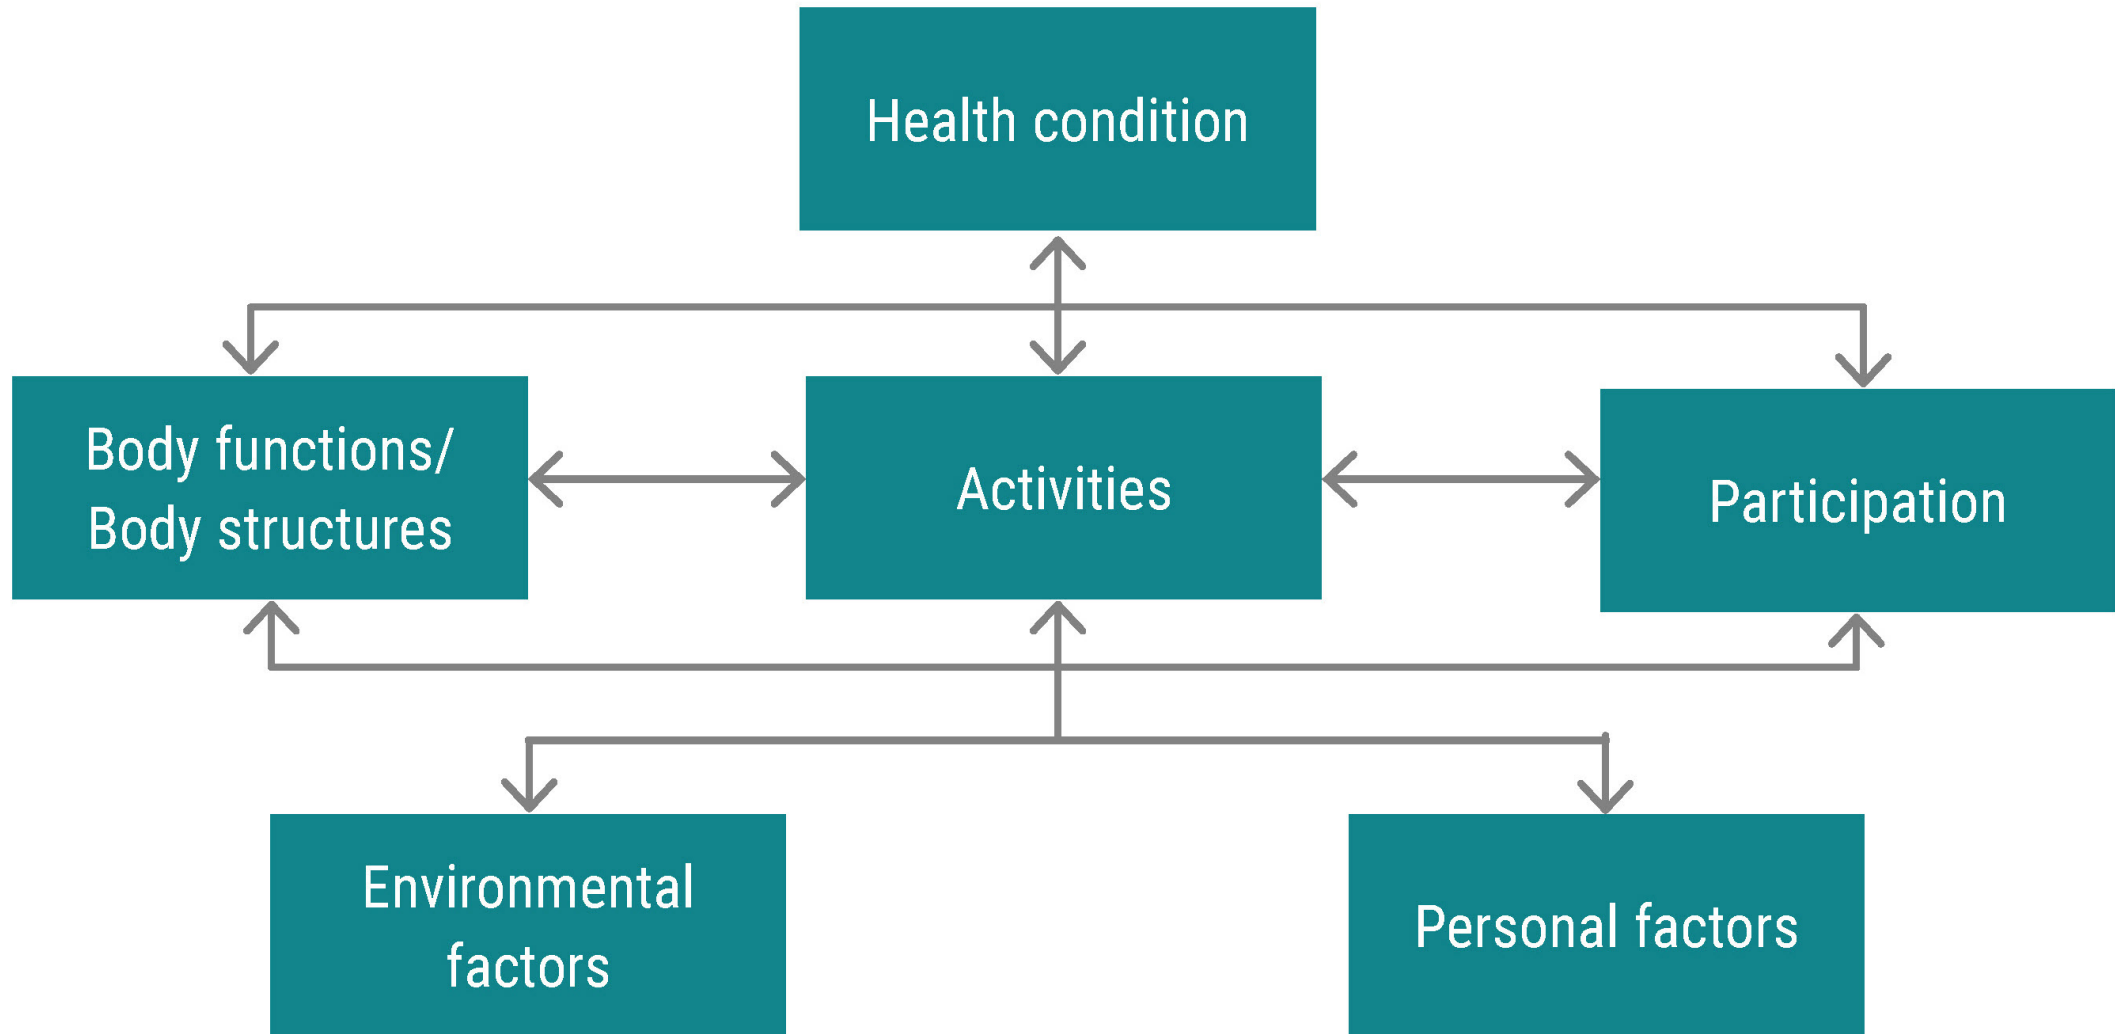 Health condition
Body functions/
Body structures
Activities
Participation
Environmental
factors
Personal factors